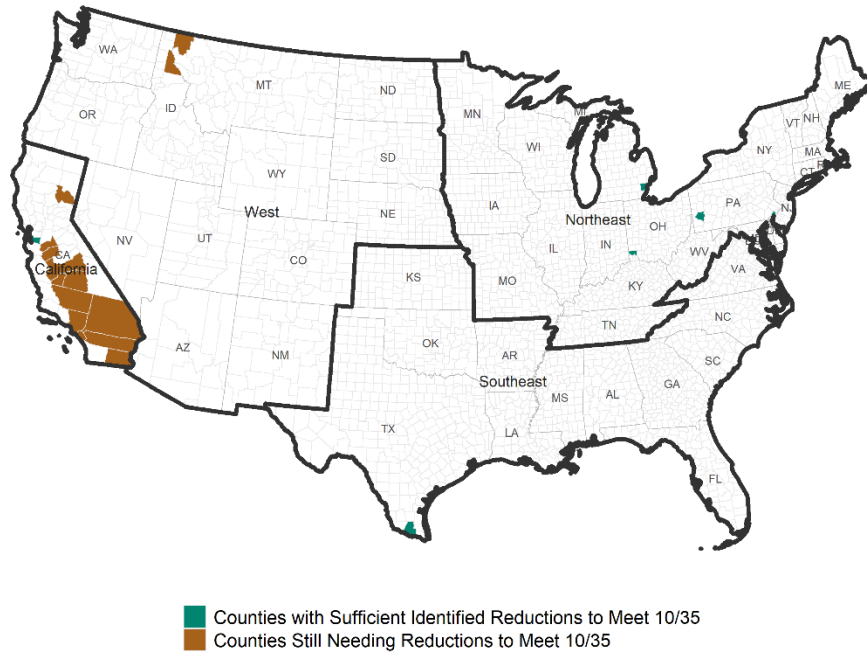 WA
MT
ND
MN
ME
OR
ID
MI
VT
NH
WI
NY
MA
SD
CT
WY
IA
PA
NJ
West
NE
Northeast
OH
NV
UT
IL
IN
CA
California
CO
WV
MO
VA
KS
KY
NC
TN
AZ
NM
OK
AR
SC
Southeast
MS
AL
GA
TX
LA
FL
Counties with Sufficient Identified Reductions to Meet 10/35
Counties Still Needing Reductions to Meet 10/35